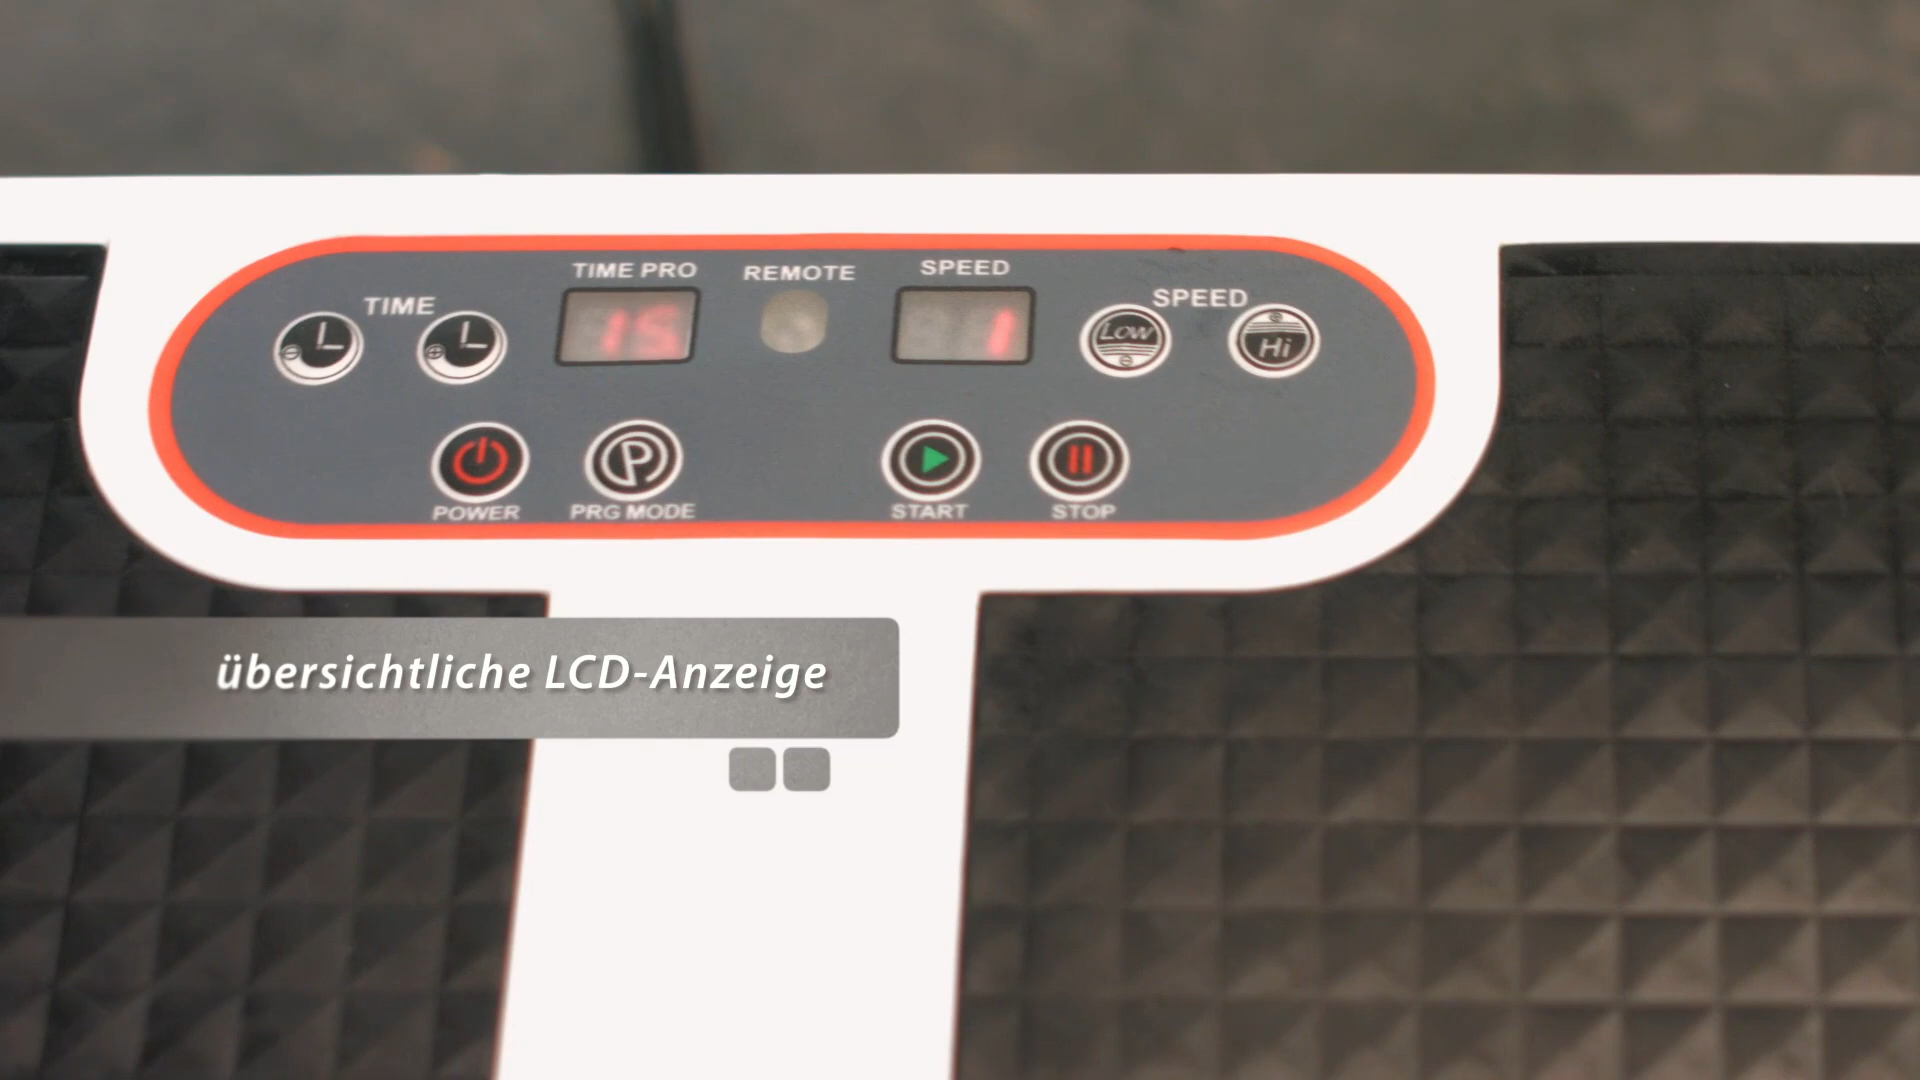 TIME PRO
REMOTE
SPEED
TIME
SPEED
15
1
LOW
Hi
P
POWER
PRG MODE
START
STOP
übersichtliche LCD-Anzeige